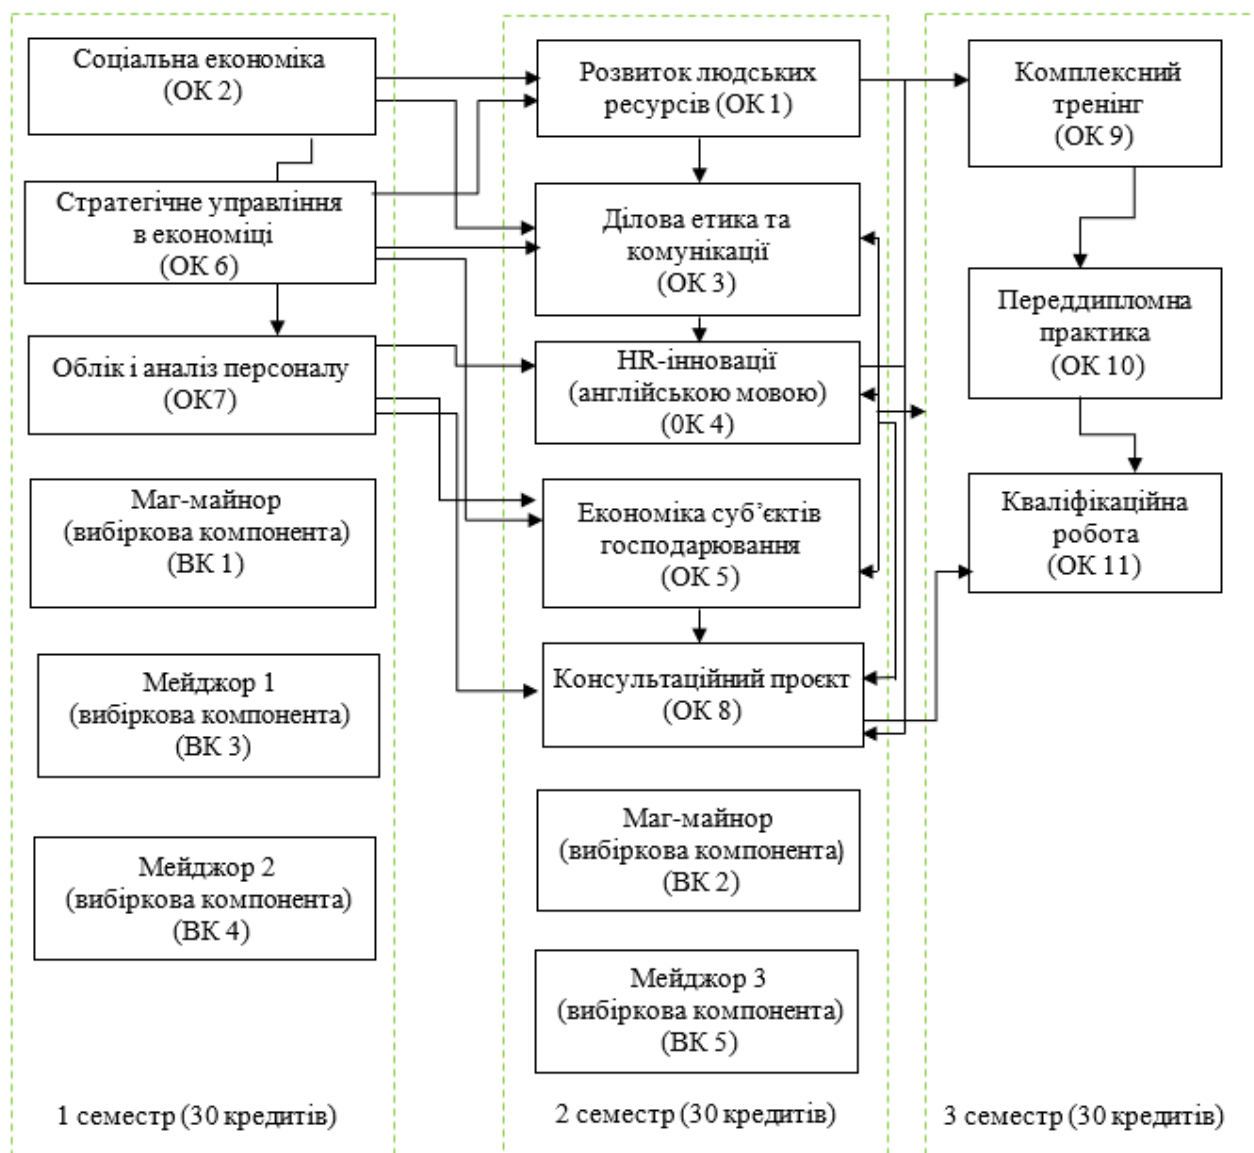 Соціальна економіка
(ОК 2)
Стратегічне управління
в економіці
(ОК 6)
Облік і аналіз персоналу
(ОК7)
Маг-майнор
(вибіркова компонента)
(ВК 1)
Мейджор 1
(вибіркова компонента)
(ВК 3)
Мейджор 2
(вибіркова компонента)
(ВК 4)
1 семестр (30 кредитів)
Розвиток людських
ресурсів (ОК 1)
Ділова етика та
комунікації
(ОК 3)
HR-інновації
(англійською мовою)
(0К 4)
Економіка суб’єктів
господарювання
(ОК 5)
Консультаційний проєкт
(ОК 8)
Маг-майнор
(вибіркова компонента)
(ВК 2)
Мейджор 3
(вибіркова компонента)
(ВК 5)
2 семестр (30 кредитів)
Комплексний
тренінг
(ОК 9)
Переддипломна
практика
(ОК 10)
Кваліфікаційна
робота
(ОК 11)
3 семестр (30 кредитів)